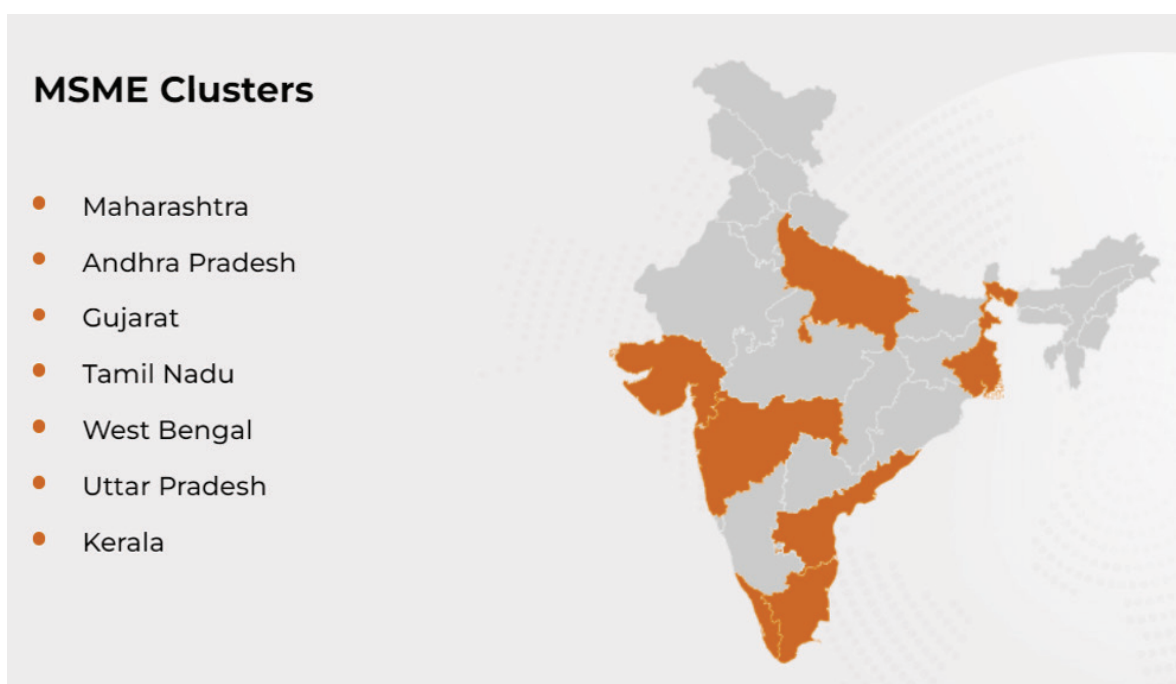 MSME Clusters
Maharashtra
Andhra Pradesh
Gujarat
Tamil Nadu
West Bengal
Uttar Pradesh
Kerala